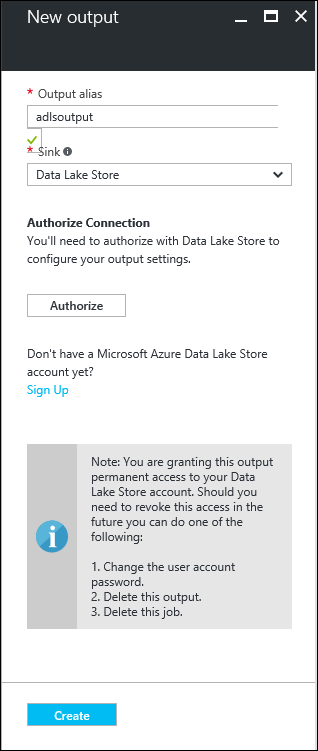 New output
* Output alias
adlsoutput
* Sink
Data Lake Store
Authorize Connection
You'll need to authorize with Data Lake Store to
configure your output settings.
Authorize
Don't have a Microsoft Azure Data Lake Store
account yet?
Sign Up
Note: You are granting this output
permanent access to your Data
Lake Store account. Should you
need to revoke this access in the
future you can do one of the
following:
1. Change the user account
password.
2. Delete this output.
3. Delete this job.
Create